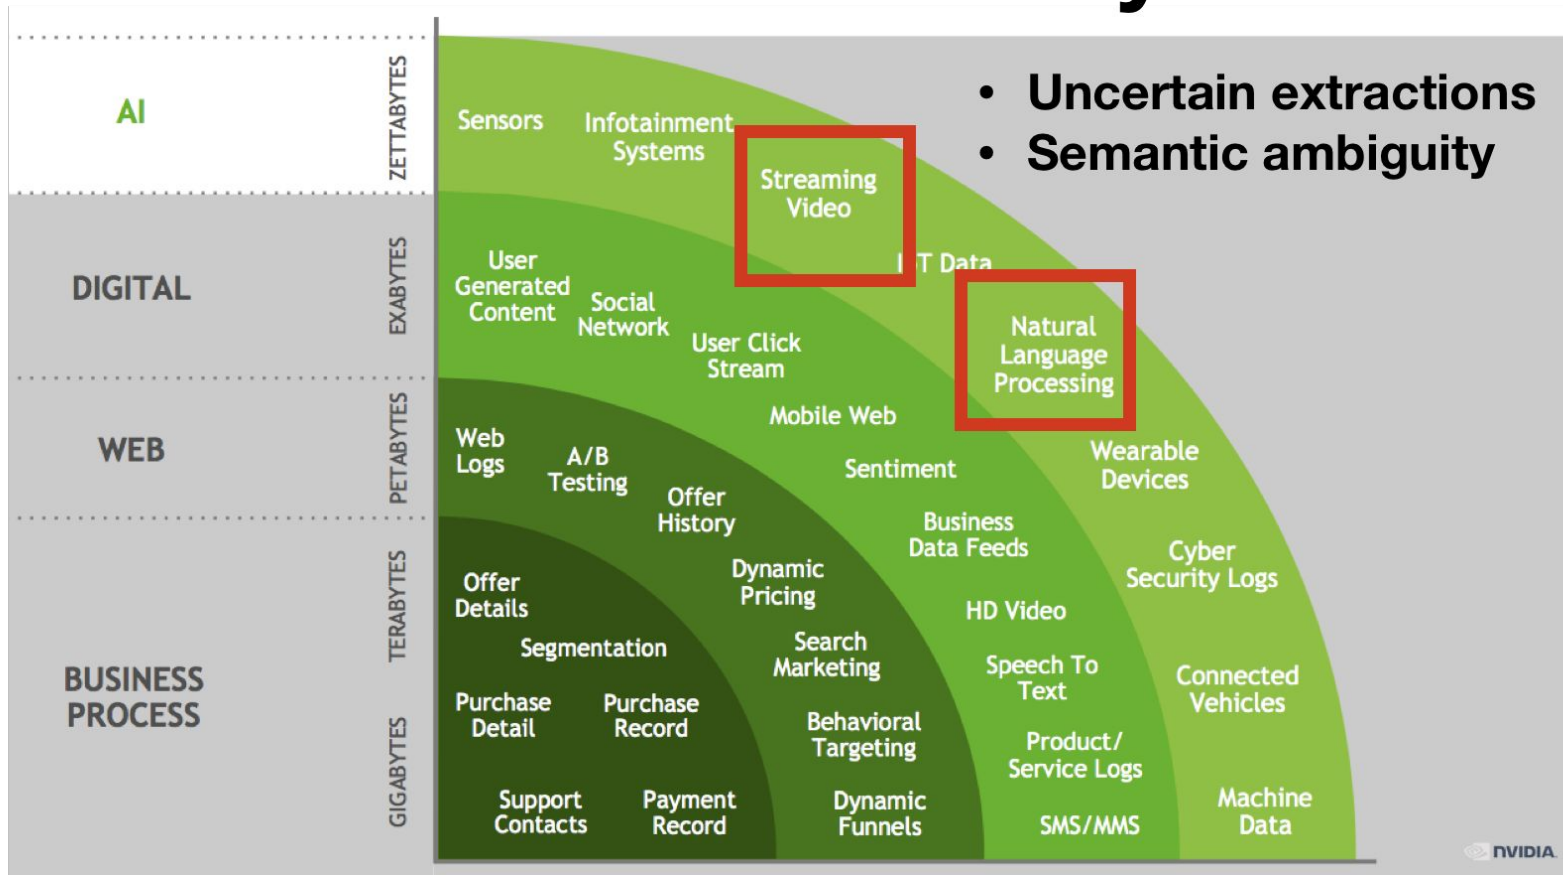 • Uncertain extractions
• Semantic ambiguity
AI
ZETTABYTES
DIGITAL
EXABYTES
WEB
PETABYTES
BUSINESS
PROCESS
TERABYTES
GIGABYTES
Sensors
Infotainment
Systems
Streaming
Video
T Data
Natural
Language
Processing
Wearable
Devices
Cyber
Security Logs
Connected
Vehicles
Machine
Data
User
Generated
Content
Social
Network
User Click
Stream
Mobile Web
Sentiment
Business
Data Feeds
HD Video
Speech To
Text
Product/
Service Logs
SMS/MMS
Web
Logs
A/B
Testing
Offer
History
Dynamic
Pricing
Search
Marketing
Behavioral
Targeting
Dynamic
Funnels
Offer
Details
Segmentation
Purchase
Detail
Purchase
Record
Support
Contacts
Payment
Record
NVIDIA